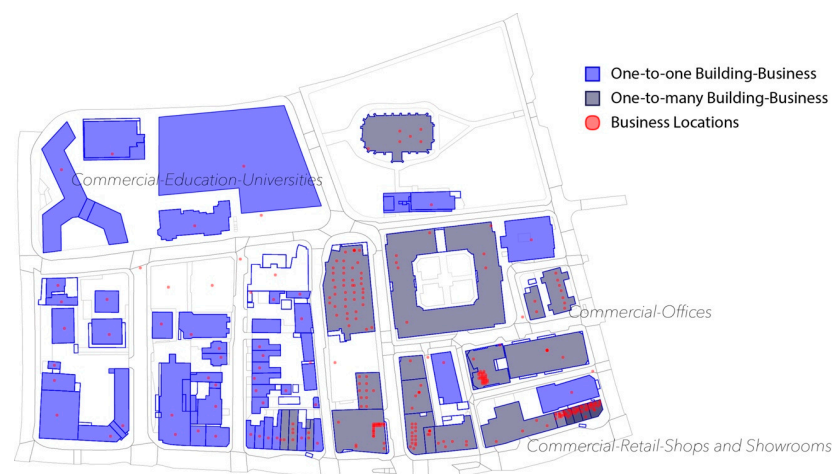 One-to-one Building-Business
One-to-many Building-Business
Business Locations
Commercial-Education-Universities
Commercial-Offices
Commercial-Retail-Shops and Showrooms